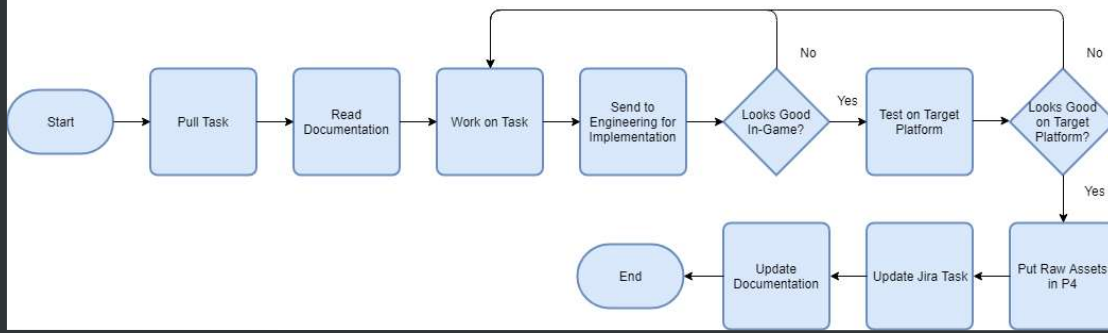 No
No
Start
Pull Task
Read
Documentation
Work on Task
Send to
Engineering for
Implementation
Looks Good
In-Game?
Yes
Test on Target
Platform
Looks Good
on Target
Platform?
Yes
Put Raw Assets
in P4
Update Jira Task
Update
Documentation
End